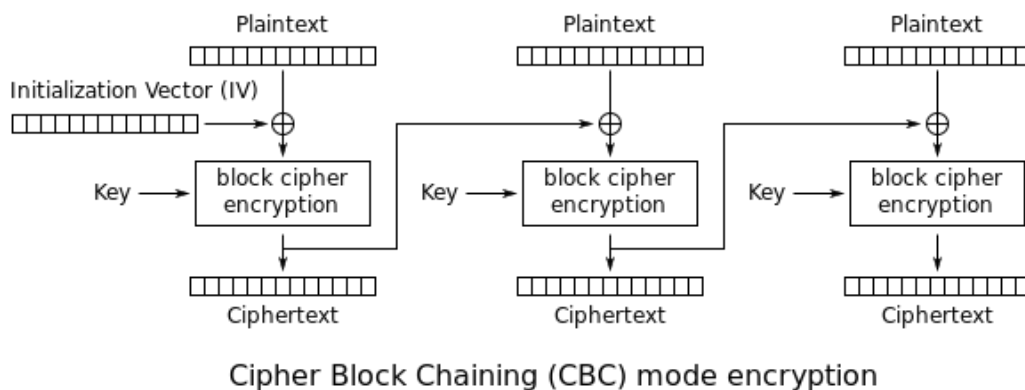 Plaintext Plaintext Plaintext
Initialization Vector (IV)
Key block cipher encryption Key block cipher encryption Key block cipher encryption
Ciphertext Ciphertext Ciphertext
Cipher Block Chaining (CBC) mode encryption